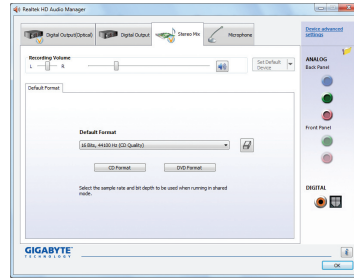 Realtek HD Audio Manager
Digital Output(Optical)
Digital Output
Stereo Mix
Microphone
Device advanced
settings
Recording Volume
L
R
Set Default
Device
ANALOG
Back Panel
Default Format
Default Format
16 Bits, 44100 Hz (CD Quality)
CD Format
DVD Format
Select the sample rate and bit depth to be used when running in shared
mode.
Front Panel
DIGITAL
GIGABYTE
TECHNOLOGY
i
OK